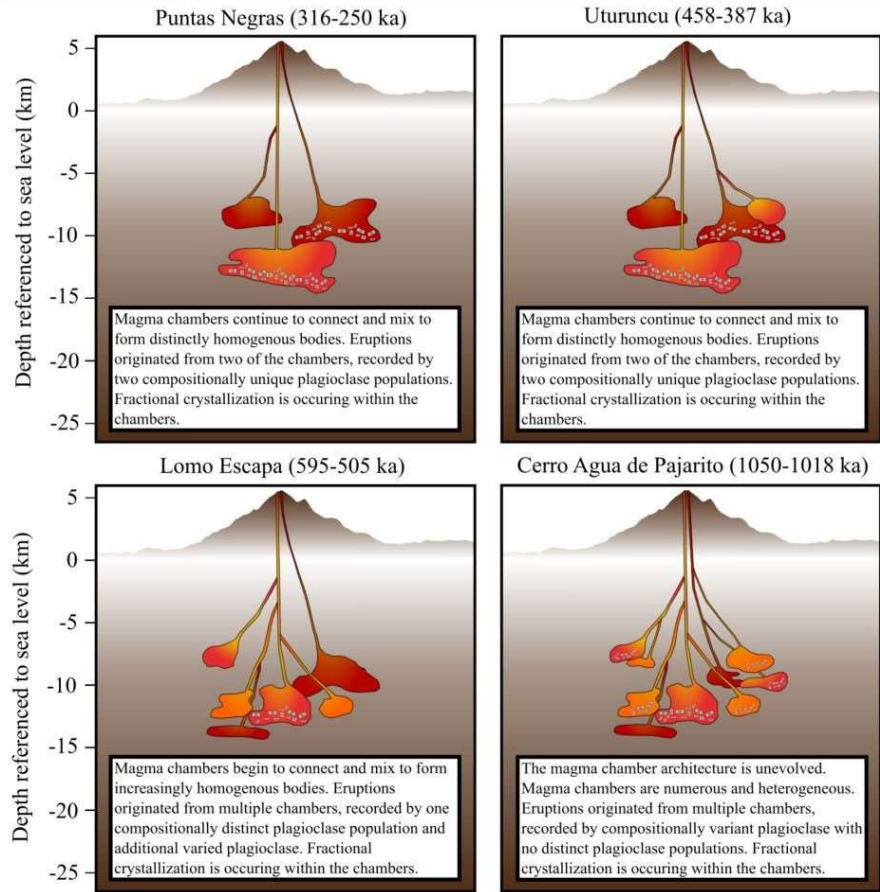 Puntas Negras (316-250 ka)
Uturuncu (458-387 ka)
Depth referenced to sea level (km)
5
0
-5
-10
-15
-20
-25
Magma chambers continue to connect and mix to
form distinctly homogenous bodies. Eruptions
originated from two of the chambers, recorded by
two compositionally unique plagioclase populations.
Fractional crystallization is occuring within the
chambers.
Magma chambers continue to connect and mix to
form distinctly homogenous bodies. Eruptions
originated from two of the chambers, recorded by
two compositionally unique plagioclase populations.
Fractional crystallization is occuring within the
chambers.
Lomo Escapa (595-505 ka)
Cerro Agua de Pajarito (1050-1018 ka)
Depth referenced to sea level (km)
5
0
-5
-10
-15
-20
-25
Magma chambers begin to connect and mix to form
increasingly homogenous bodies. Eruptions
originated from multiple chambers, recorded by one
compositionally distinct plagioclase population and
additional varied plagioclase. Fractional
crystallization is occuring within the chambers.
The magma chamber architecture is unevolved.
Magma chambers are numerous and heterogeneous.
Eruptions originated from multiple chambers,
recorded by compositionally variant plagioclase with
no distinct plagioclase populations. Fractional
crystallization is occuring within the chambers.